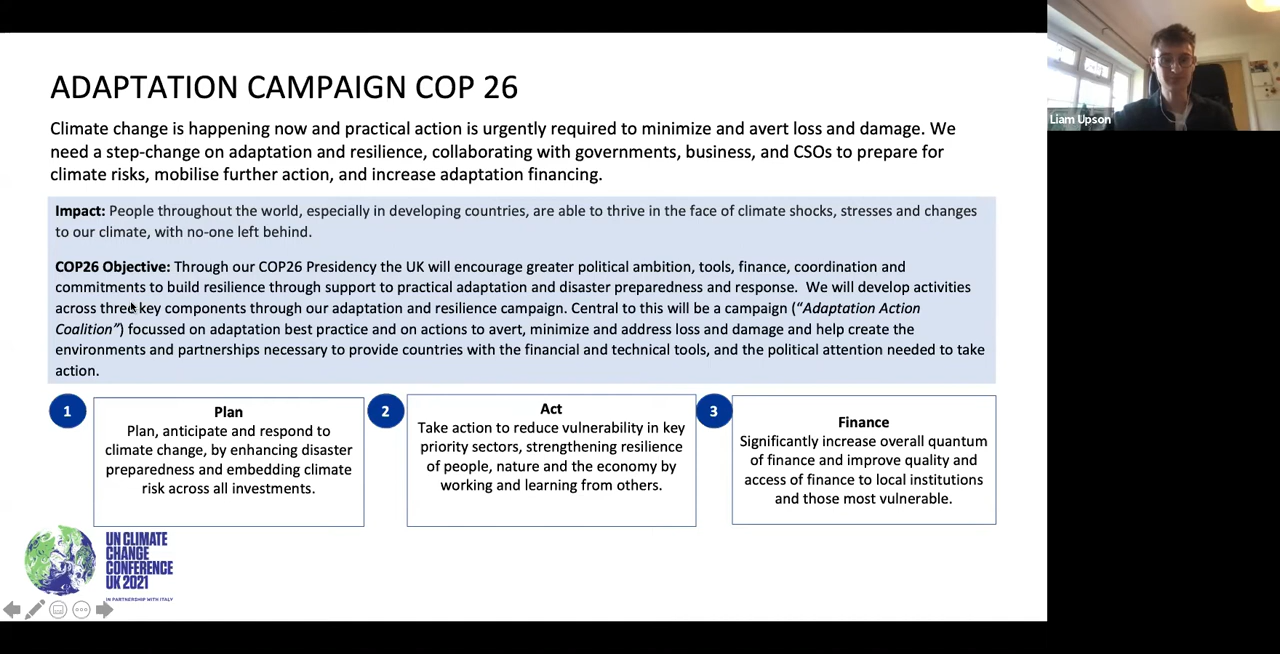 ADAPTATION CAMPAIGN COP 26
Climate change is happening now and practical action is urgently required to minimize and avert loss and damage. We
need a step-change on adaptation and resilience, collaborating with governments, business, and CSOs to prepare for
climate risks, mobilise further action, and increase adaptation financing.
Impact: People throughout the world, especially in developing countries, are able to thrive in the face of climate shocks, stresses and changes
to our climate, with no-one left behind.
COP26 Objective: Through our COP26 Presidency the UK will encourage greater political ambition, tools, finance, coordination and
commitments to build resilience through support to practical adaptation and disaster preparedness and response. We will develop activities
across three key components through our adaptation and resilience campaign. Central to this will be a campaign (“Adaptation Action
Coalition”) focussed on adaptation best practice and on actions to avert, minimize and address loss and damage and help create the
environments and partnerships necessary to provide countries with the financial and technical tools, and the political attention needed to take
action.
1
Plan
Plan, anticipate and respond to
climate change, by enhancing disaster
preparedness and embedding climate
risk across all investments.
2
Act
Take action to reduce vulnerability in key
priority sectors, strengthening resilience
of people, nature and the economy by
working and learning from others.
3
Finance
Significantly increase overall quantum
of finance and improve quality and
access of finance to local institutions
and those most vulnerable.
UN CLIMATE
CHANGE
CONFERENCE
UK 2021
IN PARTNERSHIP WITH ITALY
Liam Upson